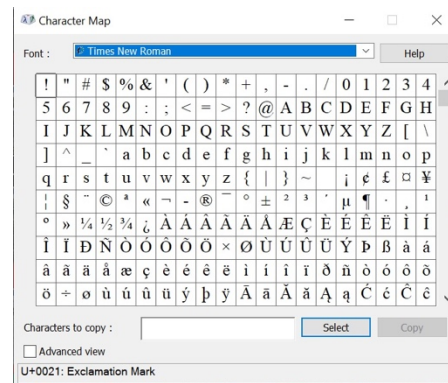 Character Map
Font : Times New Roman Help
! " # $ % & ' ( ) * + , - . / 0 1 2 3 4
5 6 7 8 9 : ; < = > ? @ A B C D E F G H
I J K L M N O P Q R S T U V W X Y Z [ \
] ^ _ ` a b c d e f g h i j k l m n o p
q r s t u v w x y z { | } ~ ¡ ¢ £ ¤ ¥
¦ § ¨ © ª « ¬ - ® ¯ ° ± ² ³ ´ µ ¶ · ¸ ¹
º » ¼ ½ ¾ ¿ À Á Â Ã Ä Å Æ Ç È É Ê Ë Ì Í
Î Ï Ð Ñ Ò Ó Ô Õ Ö × Ø Ù Ú Û Ü Ý Þ ß à á
â ã ä å æ ç è é ê ë ì í î ï ð ñ ò ó ô õ
ö ÷ ø ù ú û ü ý þ ÿ Ā ā Ă ă Ą ą Ć ć Ĉ ĉ
Characters to copy : Select Copy
Advanced view
U+0021: Exclamation Mark